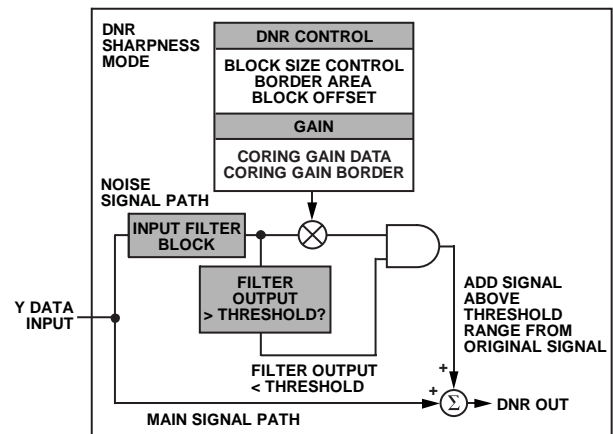 DNR
SHARPNESS
MODE
DNR CONTROL
BLOCK SIZE CONTROL
BORDER AREA
BLOCK OFFSET
GAIN
CORING GAIN DATA
CORING GAIN BORDER
NOISE
SIGNAL PATH
INPUT FILTER
BLOCK
FILTER
OUTPUT
> THRESHOLD?
Y DATA
INPUT
FILTER OUTPUT
< THRESHOLD
ADD SIGNAL
ABOVE
THRESHOLD
RANGE FROM
ORIGINAL SIGNAL
+
+
Σ
DNR OUT
MAIN SIGNAL PATH